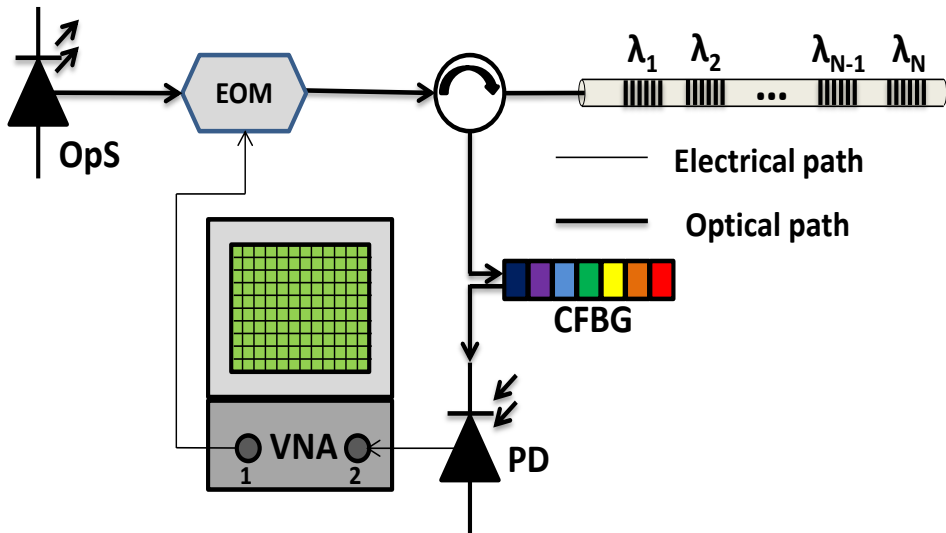 λ1 λ2 ... λN-1 λN
EOM
OpS
Electrical path
Optical path
CFBG
VNA
1 2
PD